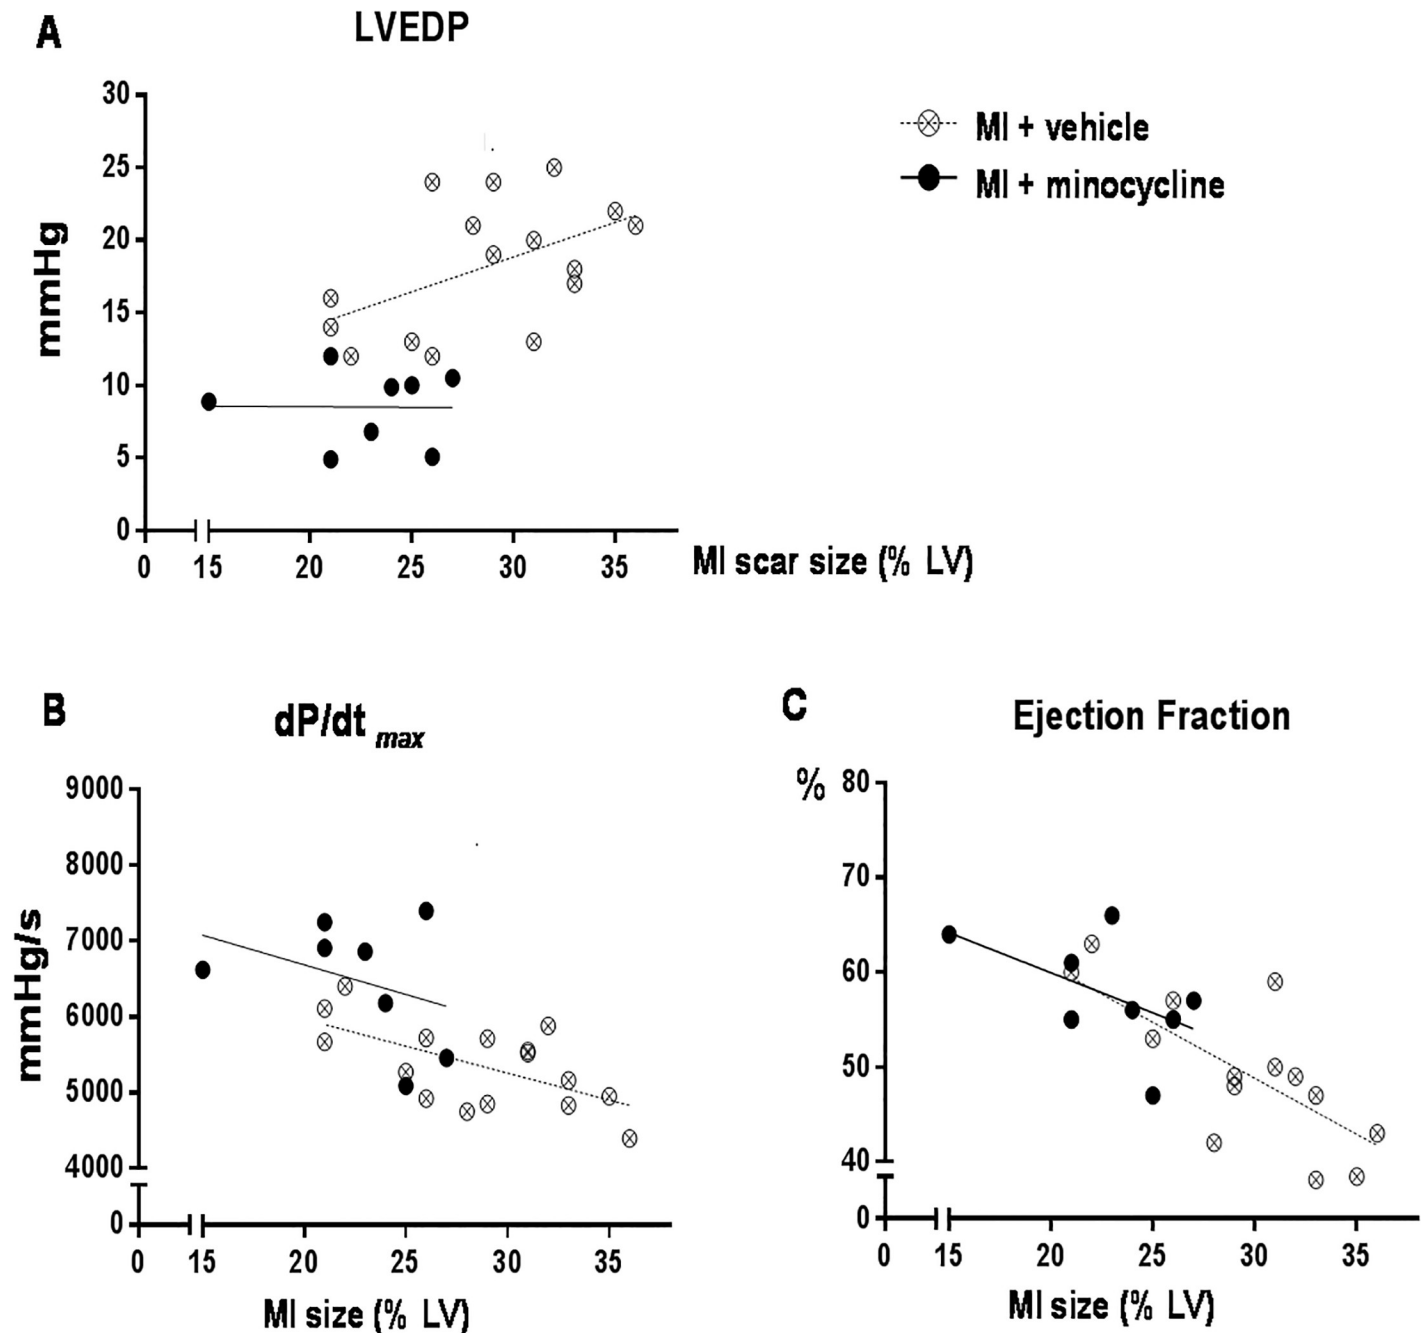 A
LVEDP
30
25
20
15
10
5
0
mmHg
0 15 20 25 30 35
MI scar size (% LV)
MI + vehicle
MI + minocycline
B
dP/dt max
9000
8000
7000
6000
5000
4000
0
mmHg/s
0 15 20 25 30 35
MI size (% LV)
C
Ejection Fraction
%
80
70
60
50
40
0
0 15 20 25 30 35
MI size (% LV)